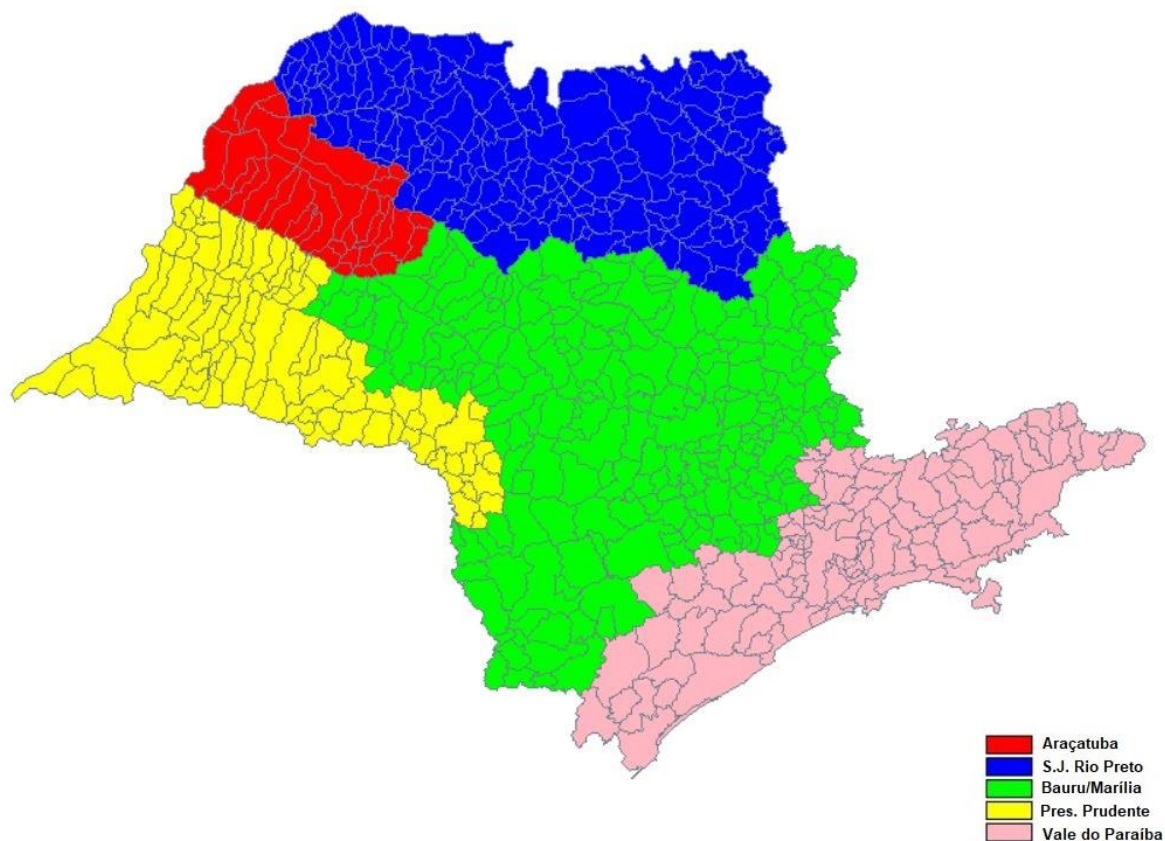 Araçatuba
S.J. Rio Preto
Bauru/Marília
Pres. Prudente
Vale do Paraíba